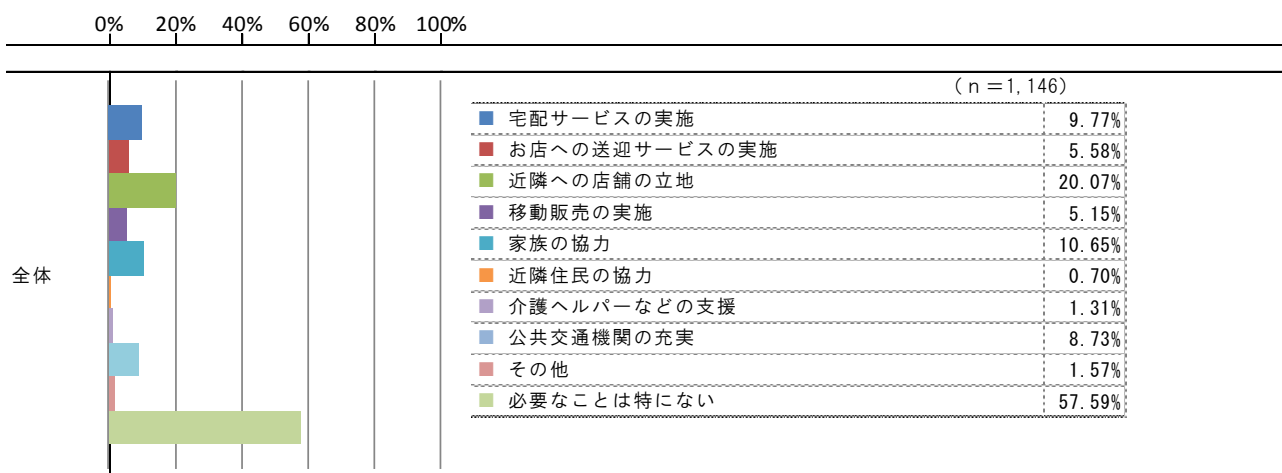 0% 20% 40% 60% 80% 100%
(n=1,146)
宅配サービスの実施 9.77%
お店への送迎サービスの実施 5.58%
近隣への店舗の立地 20.07%
移動販売の実施 5.15%
家族の協力 10.65%
全体
近隣住民の協力 0.70%
介護ヘルパーなどの支援 1.31%
公共交通機関の充実 8.73%
その他 1.57%
必要なことは特にない 57.59%